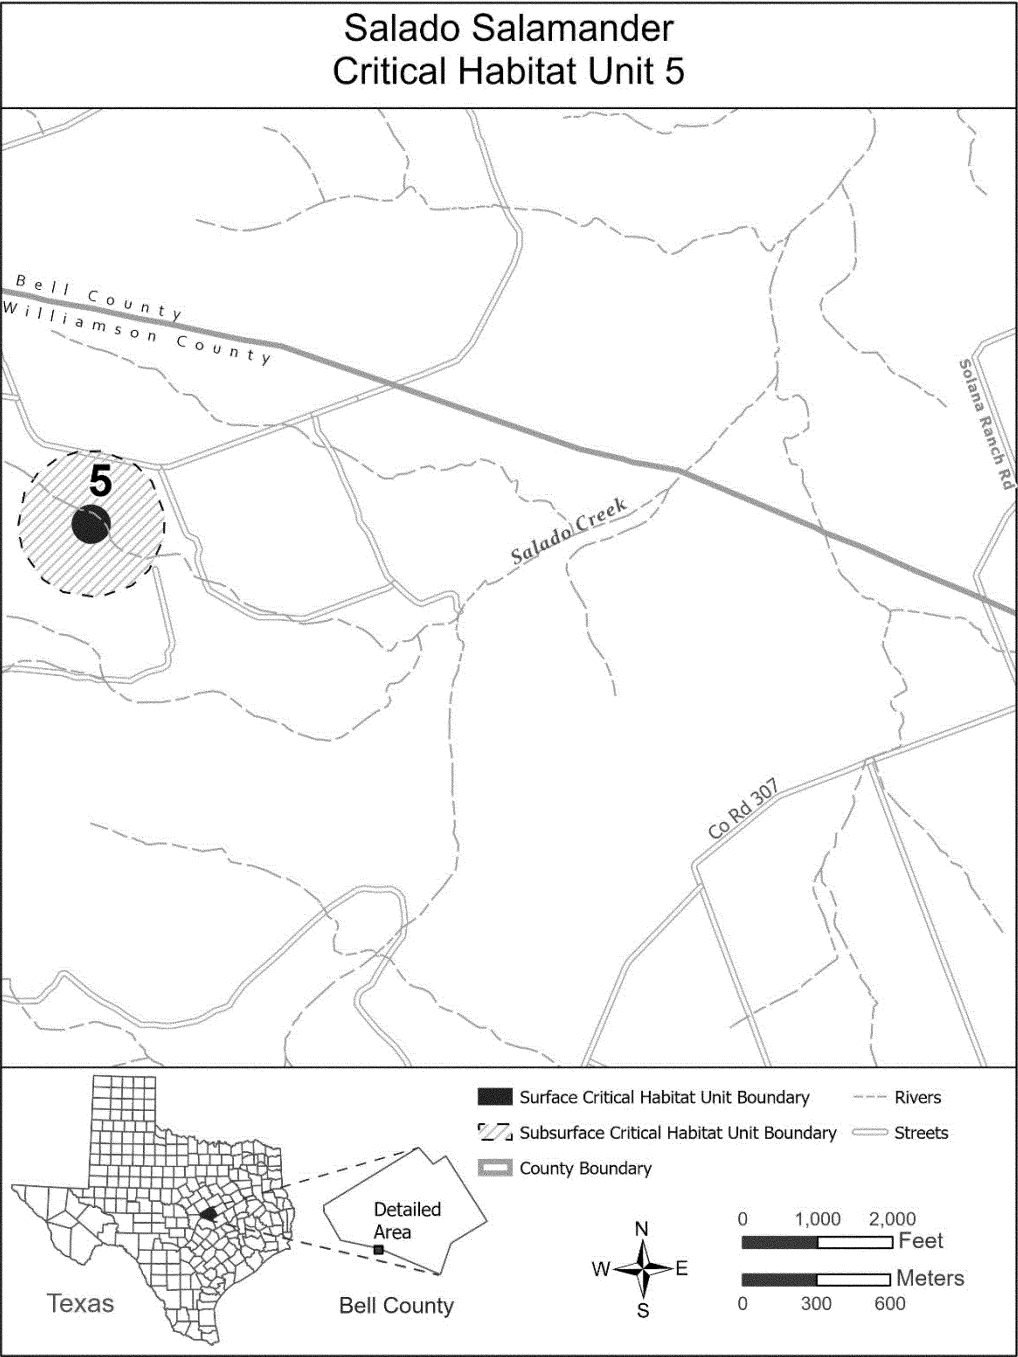 Salado Salamander
Critical Habitat Unit 5
Bell County
Williamson County
Solana Ranch Rd
5
Salado Creek
Co Rd 307
Surface Critical Habitat Unit Boundary
Rivers
Subsurface Critical Habitat Unit Boundary
Streets
County Boundary
Detailed
Area
Texas
Bell County
N
W
E
S
0 1,000 2,000
Feet
Meters
0 300 600